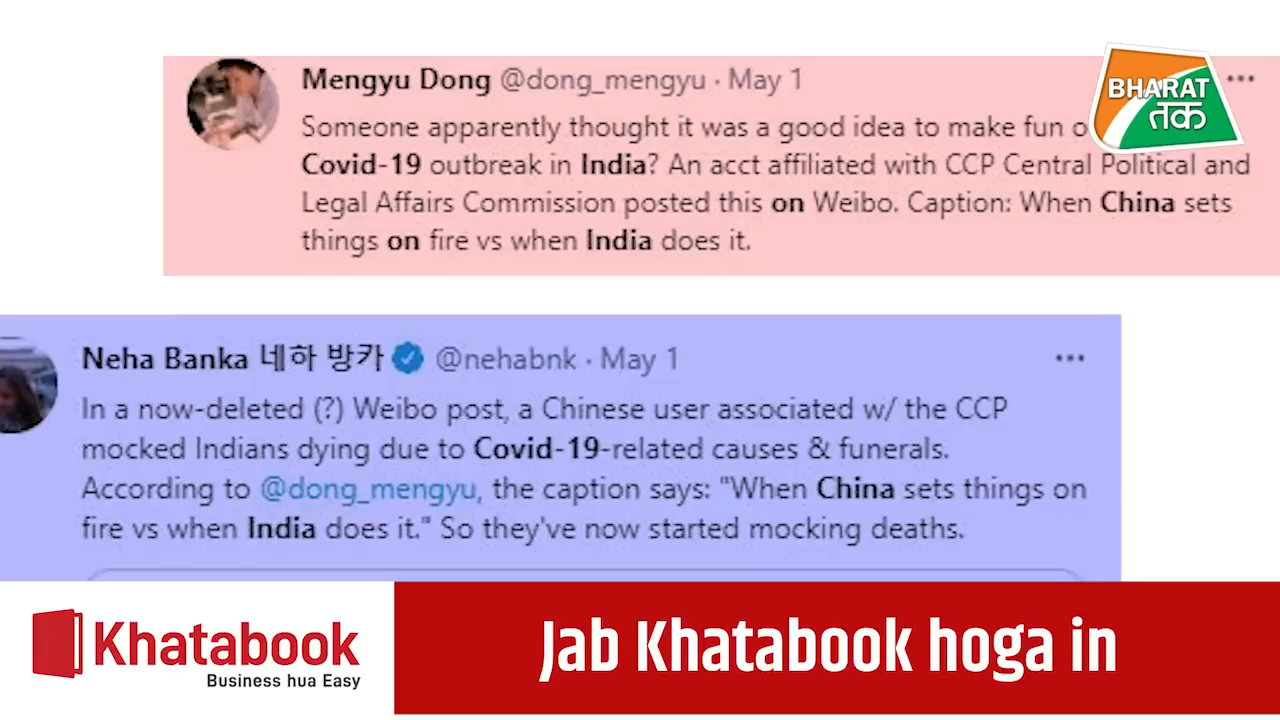 Mengyu Dong @dong_mengyu · May 1
BHARAT
तक
Someone apparently thought it was a good idea to make fun o
Covid-19 outbreak in India? An acct affiliated with CCP Central Political and
Legal Affairs Commission posted this on Weibo. Caption: When China sets
things on fire vs when India does it.
Neha Banka 네하 방카 @nehabnk · May 1
In a now-deleted (?) Weibo post, a Chinese user associated w/ the CCP
mocked Indians dying due to Covid-19-related causes & funerals.
According to @dong_mengyu, the caption says: "When China sets things on
fire vs when India does it." So they've now started mocking deaths.
Khatabook
Business hua Easy
Jab Khatabook hoga in